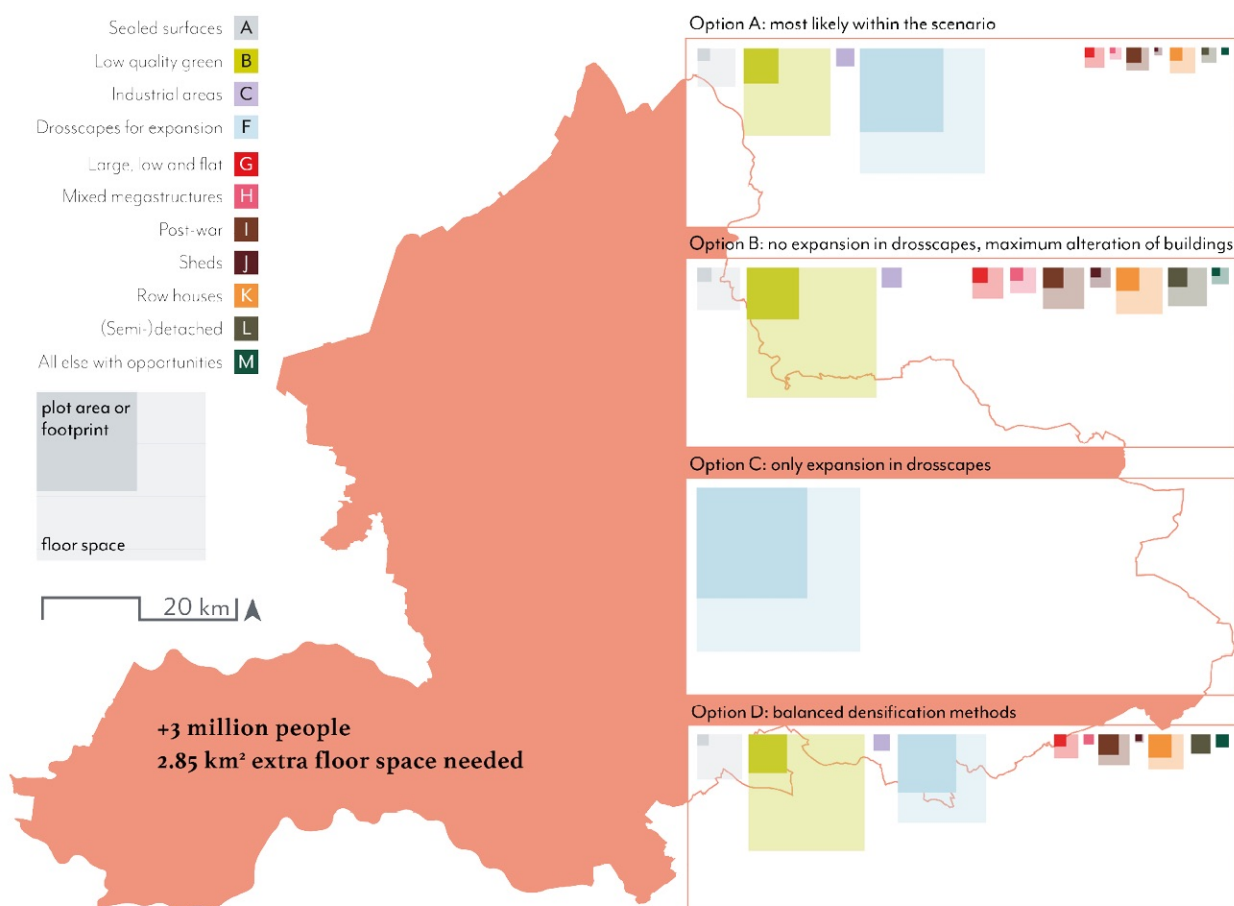 Sealed surfaces A
Low quality green B
Industrial areas C
Drosscapes for expansion F
Large, low and flat G
Mixed megastructures H
Post-war I
Sheds J
Row houses K
(Semi-)detached L
All else with opportunities M
plot area or
footprint
floor space
20 km
+3 million people
2.85 km² extra floor space needed
Option A: most likely within the scenario
Option B: no expansion in drosscapes, maximum alteration of buildings
Option C: only expansion in drosscapes
Option D: balanced densification methods